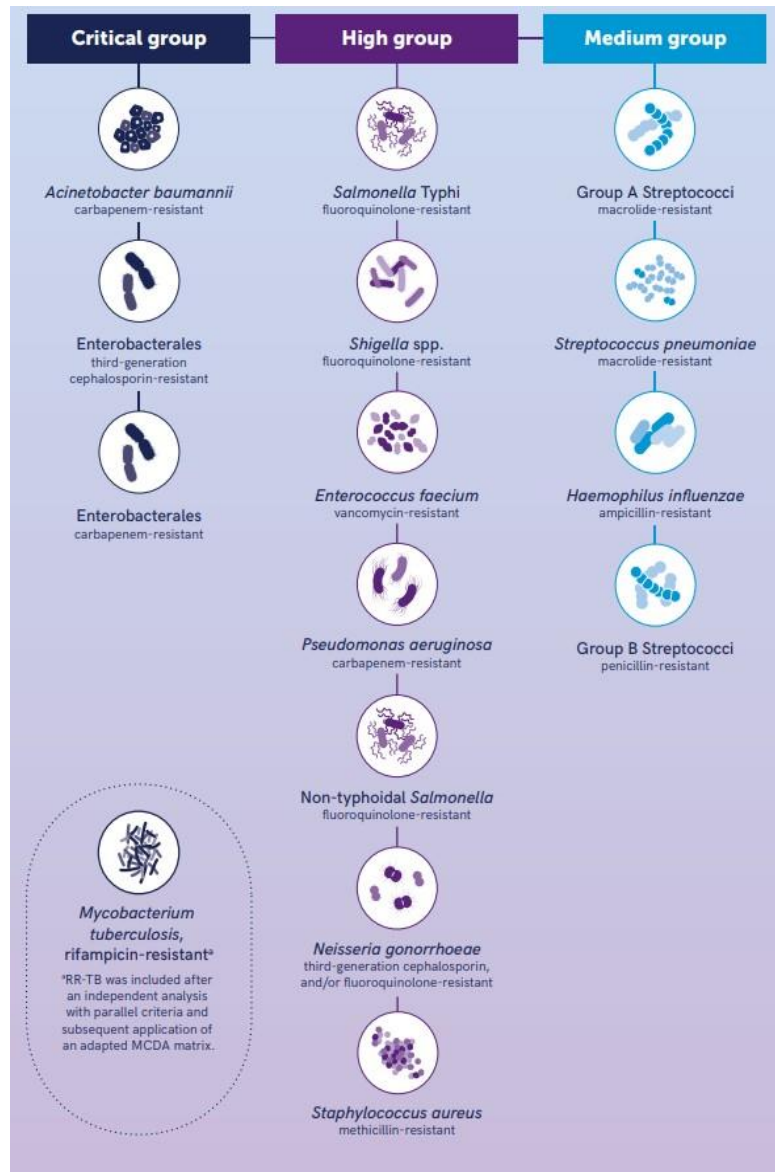 Critical group
Acinetobacter baumannii
carbapenem-resistant
Enterobacterales
third-generation
cephalosporin-resistant
Enterobacterales
carbapenem-resistant
Mycobacterium
tuberculosis,
rifampicin-resistantᵃ
ᵃRR-TB was included after
an independent analysis
with parallel criteria and
subsequent application of
an adapted MCDA matrix.
High group
Salmonella Typhi
fluoroquinolone-resistant
Shigella spp.
fluoroquinolone-resistant
Enterococcus faecium
vancomycin-resistant
Pseudomonas aeruginosa
carbapenem-resistant
Non-typhoidal Salmonella
fluoroquinolone-resistant
Neisseria gonorrhoeae
third-generation cephalosporin,
and/or fluoroquinolone-resistant
Staphylococcus aureus
methicillin-resistant
Medium group
Group A Streptococci
macrolide-resistant
Streptococcus pneumoniae
macrolide-resistant
Haemophilus influenzae
ampicillin-resistant
Group B Streptococci
penicillin-resistant